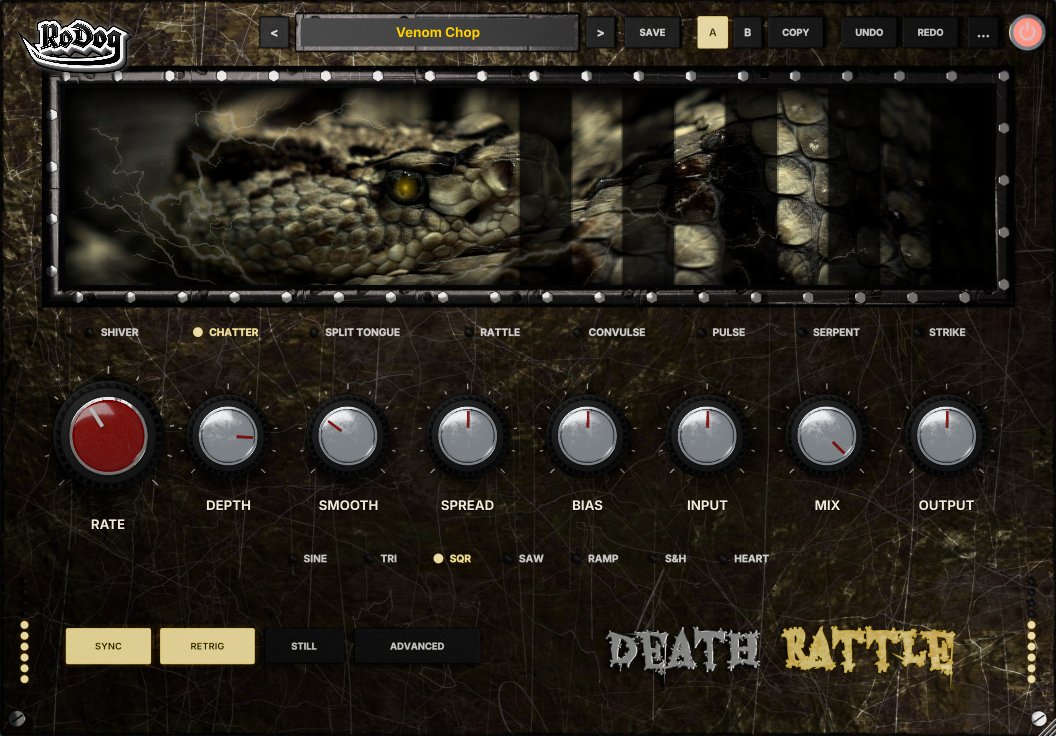 RoDog
< Venom Chop > SAVE A B COPY UNDO REDO ...
SHIVER CHATTER SPLIT TONGUE RATTLE CONVULSE PULSE SERPENT STRIKE
RATE DEPTH SMOOTH SPREAD BIAS INPUT MIX OUTPUT
SINE TRI SQR SAW RAMP S&H HEART
SYNC RETRIG STILL ADVANCED
DEATH RATTLE